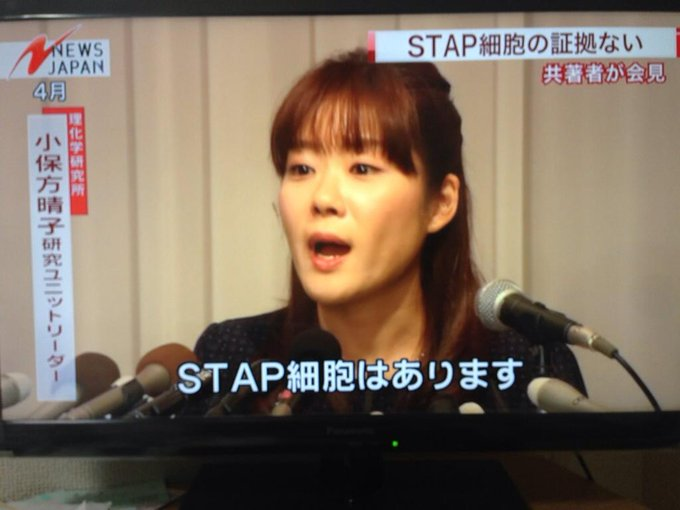 NEWS
JAPAN
4月
STAP細胞の証拠ない
共著者が会見
理化学研究所
小保方晴子研究ユニットリーダー
STAP細胞はあります
Panasonic